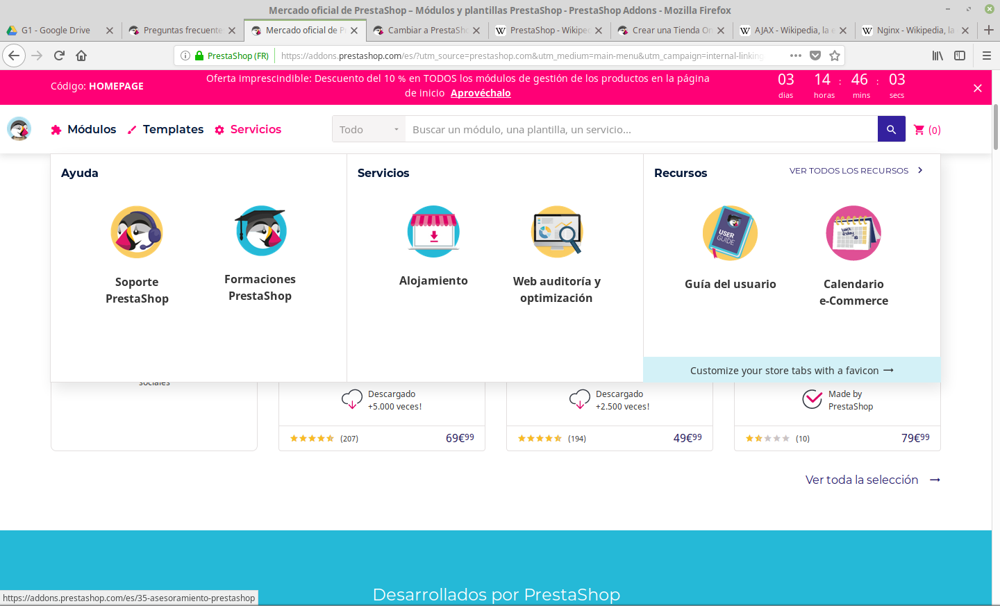 Mercado oficial de PrestaShop – Módulos y plantillas PrestaShop - PrestaShop Addons - Mozilla Firefox
G1 - Google Drive
Preguntas frecuente
Mercado oficial de P
Cambiar a PrestaSho
PrestaShop - Wikipe
Crear una Tienda On
AJAX - Wikipedia, la e
Nginx - Wikipedia, la
PrestaShop (FR)
https://addons.prestashop.com/es/?utm_source=prestashop.com&utm_medium=main-menu&utm_campaign=internal-linking
Código: HOMEPAGE
Oferta imprescindible: Descuento del 10 % en TODOS los módulos de gestión de los productos en la página
de inicio Aprovéchalo
03 14 : 46 : 03
dias horas mins secs
Módulos
Templates
Servicios
Todo
Buscar un módulo, una plantilla, un servicio...
(0)
Ayuda
Soporte
PrestaShop
Formaciones
PrestaShop
Servicios
Alojamiento
Web auditoría y
optimización
Recursos
VER TODOS LOS RECURSOS
USER
GUIDE
Guía del usuario
Calendario
e-Commerce
Customize your store tabs with a favicon →
sociales
Descargado
+5.000 veces!
(207)
69€99
Descargado
+2.500 veces!
(194)
49€99
Made by
PrestaShop
(10)
79€99
Ver toda la selección →
Desarrollados por PrestaShop
https://addons.prestashop.com/es/35-asesoramiento-prestashop